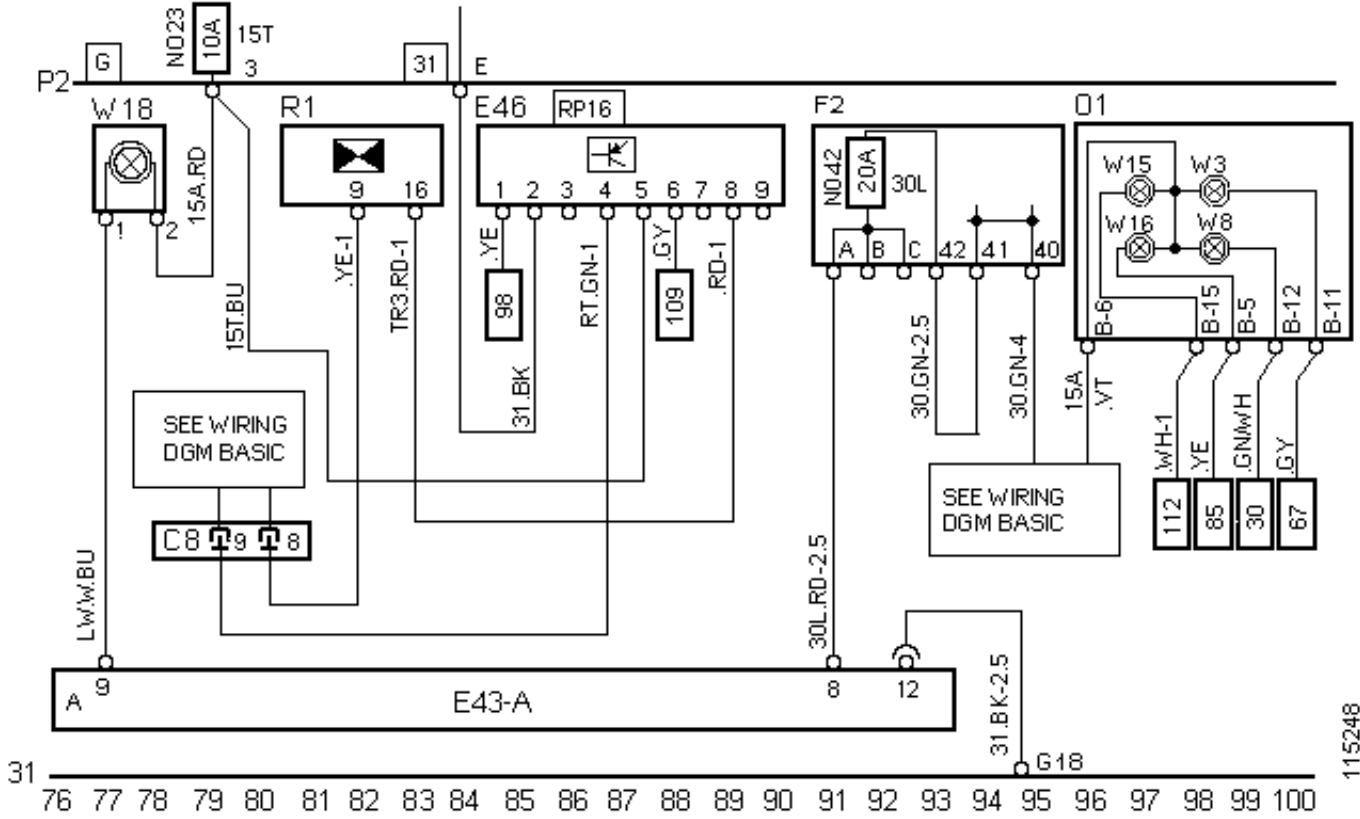 N023
10A
15T
3
G
31
E
P2
W18
R1
E46
RP16
F2
O1
1
2
15A.RD
9
16
1
2
3
4
5
6
7
8
9
N042
20A
30L
A
B
C
42
41
40
W15
W3
W16
W8
B-6
B-15
B-5
B-12
B-11
15T.BU
.YE-1
TR3.RD-1
.YE
98
31.BK
RT.GN-1
.GY
109
.RD-1
30.GN-2.5
30.GN-4
15A
.VT
.WH-1
.YE
.GN/WH
.GY
112
85
30
67
SEE WIRING
DGM BASIC
SEE WIRING
DGM BASIC
C8
9
8
LW.W.BU
30L.RD-2.5
31.BK-2.5
A
9
E43-A
8
12
G18
115248
31
76 77 78 79 80 81 82 83 84 85 86 87 88 89 90 91 92 93 94 95 96 97 98 99 100